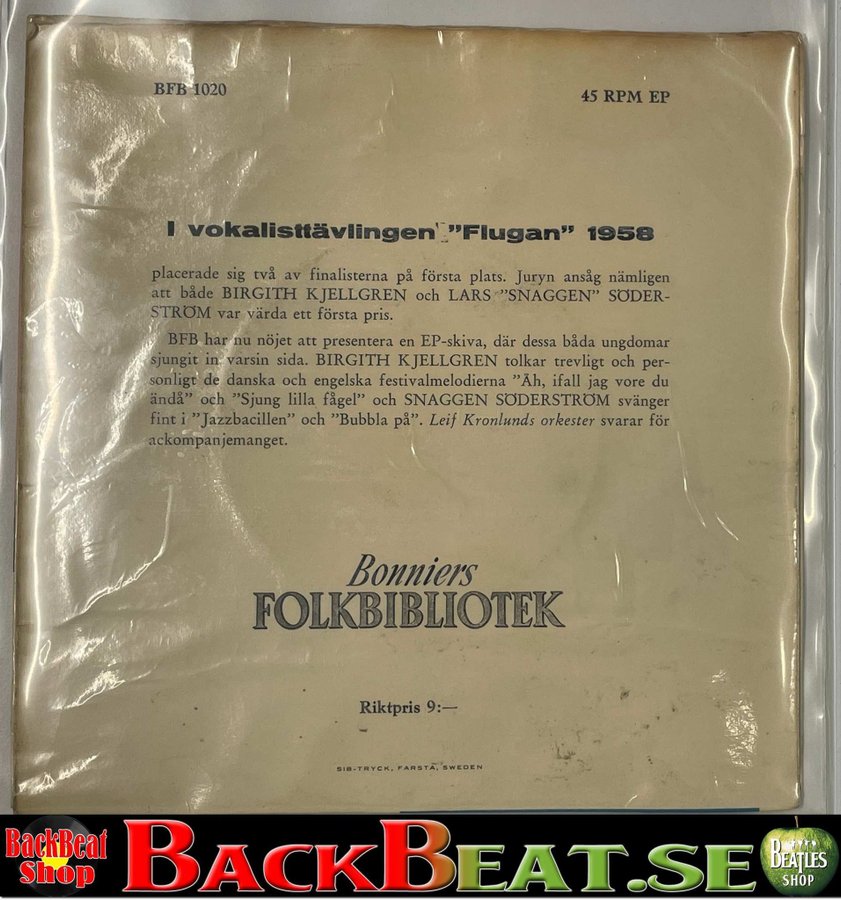 BFB 1020
45 RPM EP
I vokalisttävlingen "Flugan" 1958
placerade sig två av finalisterna på första plats. Juryn ansåg nämligen
att både BIRGITH KJELLGREN och LARS "SNAGGEN" SÖDER-
STRÖM var värda ett första pris.
BFB har nu nöjet att presentera en EP-skiva, där dessa båda ungdomar
sjungit in varsin sida. BIRGITH KJELLGREN tolkar trevligt och per-
sonligt de danska och engelska festivalmelodierna "Åh, ifall jag vore du
ändå" och "Sjung lilla fågel" och SNAGGEN SÖDERSTRÖM svänger
fint i "Jazzbacillen" och "Bubbla på". Leif Kronlunds orkester svarar för
ackompanjemanget.
Bonniers
FOLKBIBLIOTEK
Riktpris 9:—
SIB-TRYCK, FARSTA, SWEDEN
BackBeat
Shop
BACKBEAT.SE
BEATLES
SHOP